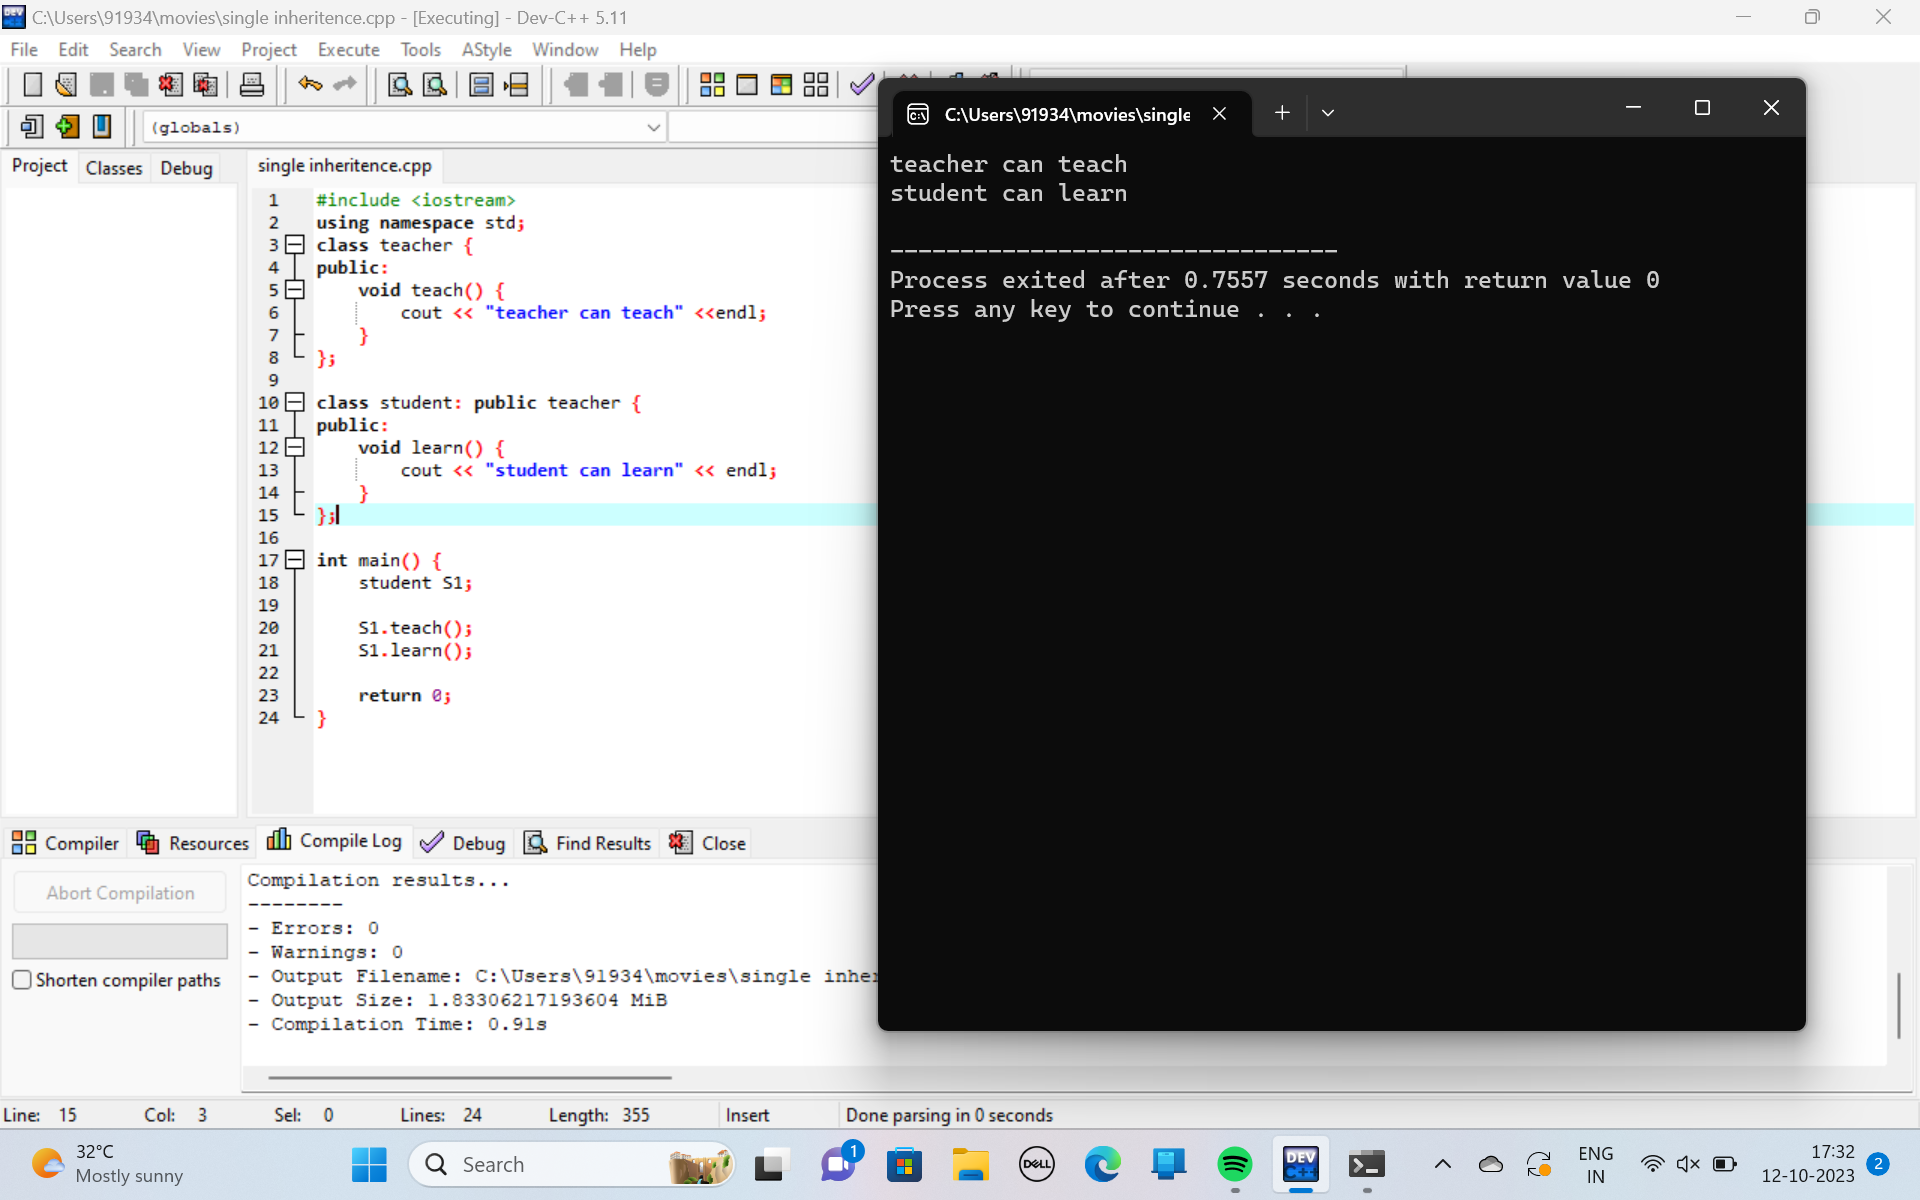 C:\Users\91934\movies\single inheritence.cpp - [Executing] - Dev-C++ 5.11
File Edit Search View Project Execute Tools AStyle Window Help
(globals)
Project Classes Debug
single inheritence.cpp
1 #include <iostream>
2 using namespace std;
3 class teacher {
4 public:
5 void teach() {
6 cout << "teacher can teach" <<endl;
7 }
8 };
9
10 class student: public teacher {
11 public:
12 void learn() {
13 cout << "student can learn" << endl;
14 }
15 };
16
17 int main() {
18 student S1;
19
20 S1.teach();
21 S1.learn();
22
23 return 0;
24 }
C:\Users\91934\movies\single
teacher can teach
student can learn
--------------------------------
Process exited after 0.7557 seconds with return value 0
Press any key to continue . . .
Compiler Resources Compile Log Debug Find Results Close
Abort Compilation
Shorten compiler paths
Compilation results...
--------
- Errors: 0
- Warnings: 0
- Output Filename: C:\Users\91934\movies\single inher
- Output Size: 1.83306217193604 MiB
- Compilation Time: 0.91s
Line: 15 Col: 3 Sel: 0 Lines: 24 Length: 355 Insert Done parsing in 0 seconds
32°C
Mostly sunny
Search
1
DELL
DEV C++
ENG
IN
17:32
12-10-2023
2